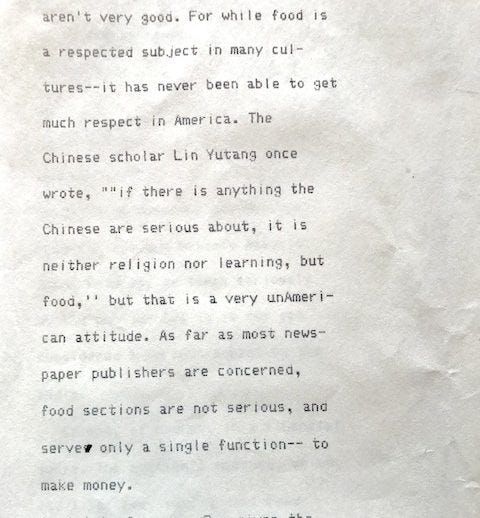 aren't very good. For while food is
a respected subject in many cul-
tures--it has never been able to get
much respect in America. The
Chinese scholar Lin Yutang once
wrote, ""if there is anything the
Chinese are serious about, it is
neither religion nor learning, but
food,'' but that is a very unAmeri-
can attitude. As far as most news-
paper publishers are concerned,
food sections are not serious, and
serve only a single function-- to
make money.